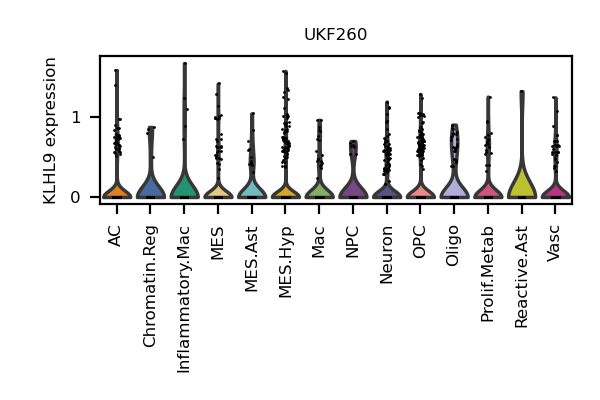 UKF260
KLHL9 expression
1
0
AC
Chromatin.Reg
Inflammatory.Mac
MES
MES.Ast
MES.Hyp
Mac
NPC
Neuron
OPC
Oligo
Prolif.Metab
Reactive.Ast
Vasc